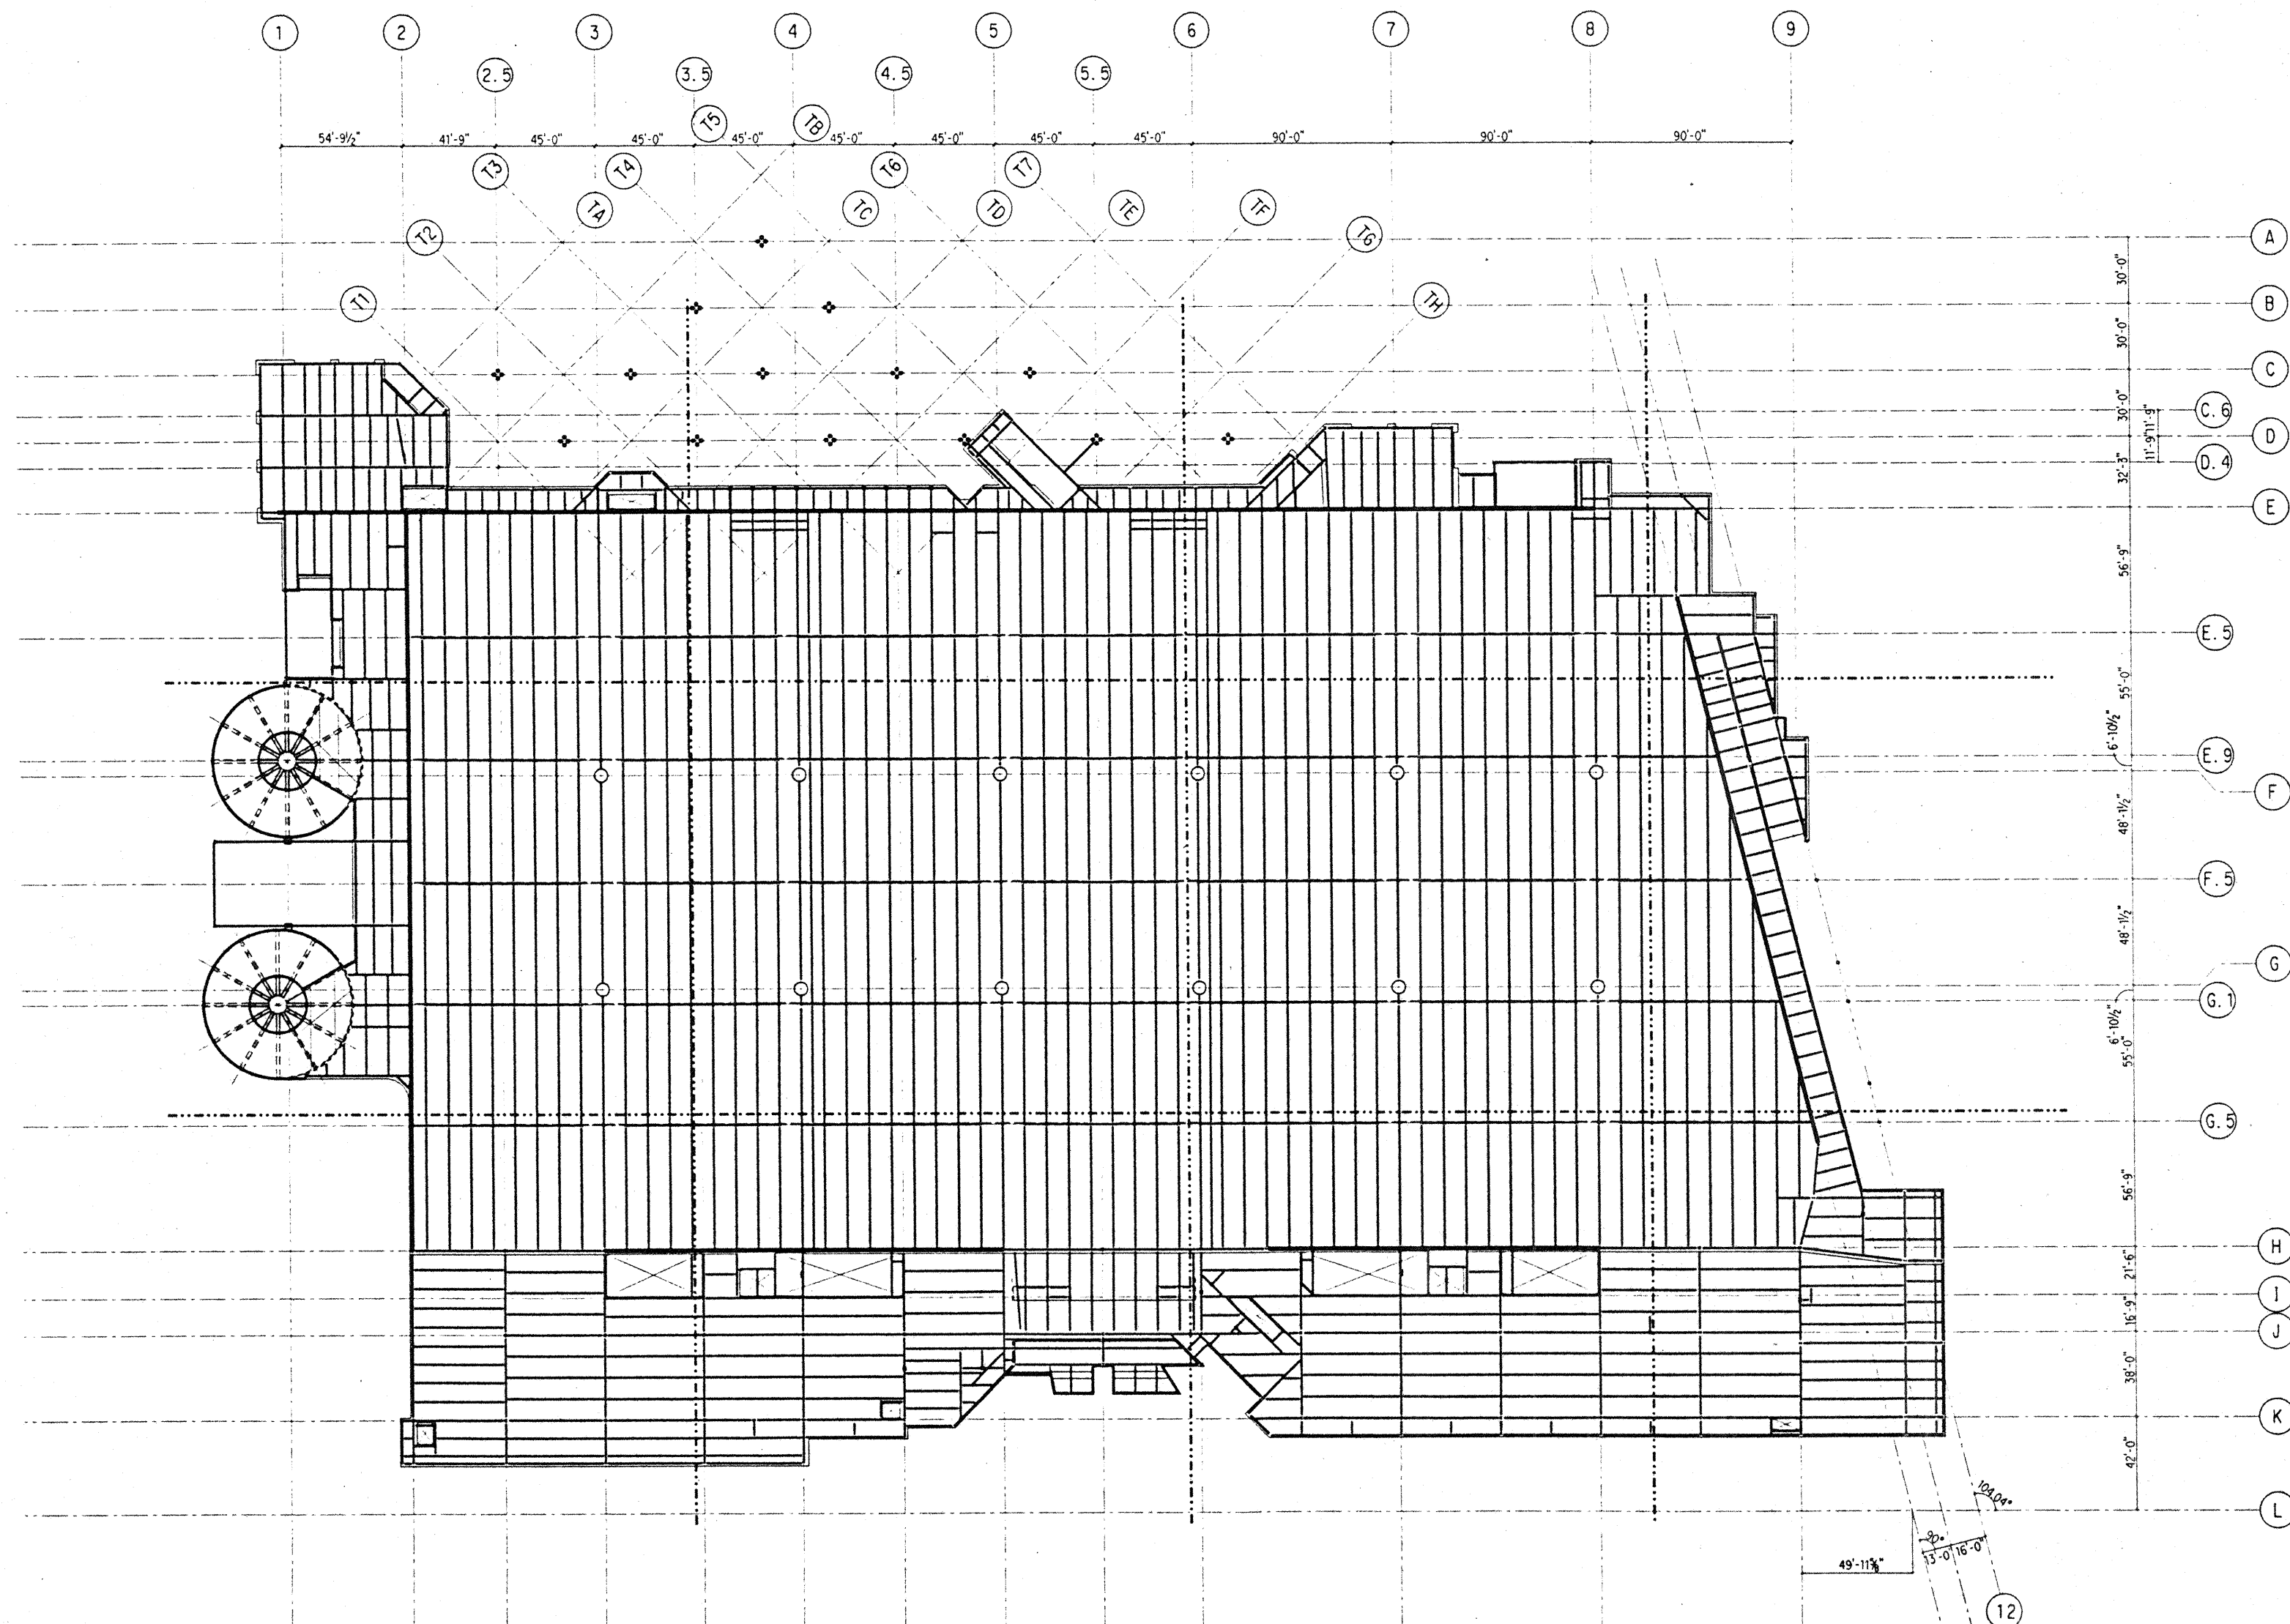 1 2 3 4 5 6 7 8 9
2.5 3.5 4.5 5.5
T5 TB
54'-9½" 41'-9" 45'-0" 45'-0" 45'-0" 45'-0" 45'-0" 45'-0" 45'-0" 90'-0" 90'-0" 90'-0"
T3 T4 T6 T7
TA TC TD TE TF
T2 TG
T1 TH
A
30'-0"
B
30'-0"
C
30'-0"
C.6
11'-9"
D
11'-9"
32'-3"
D.4
E
56'-9"
E.5
55'-0"
6'-10½"
E.9
F
48'-1½"
F.5
48'-1½"
G
G.1
6'-10½"
55'-0"
G.5
56'-9"
H
21'-6"
I
16'-9"
J
38'-0"
K
42'-0"
104.04°
L
90°
13'-0" 16'-0"
49'-11⅝"
12